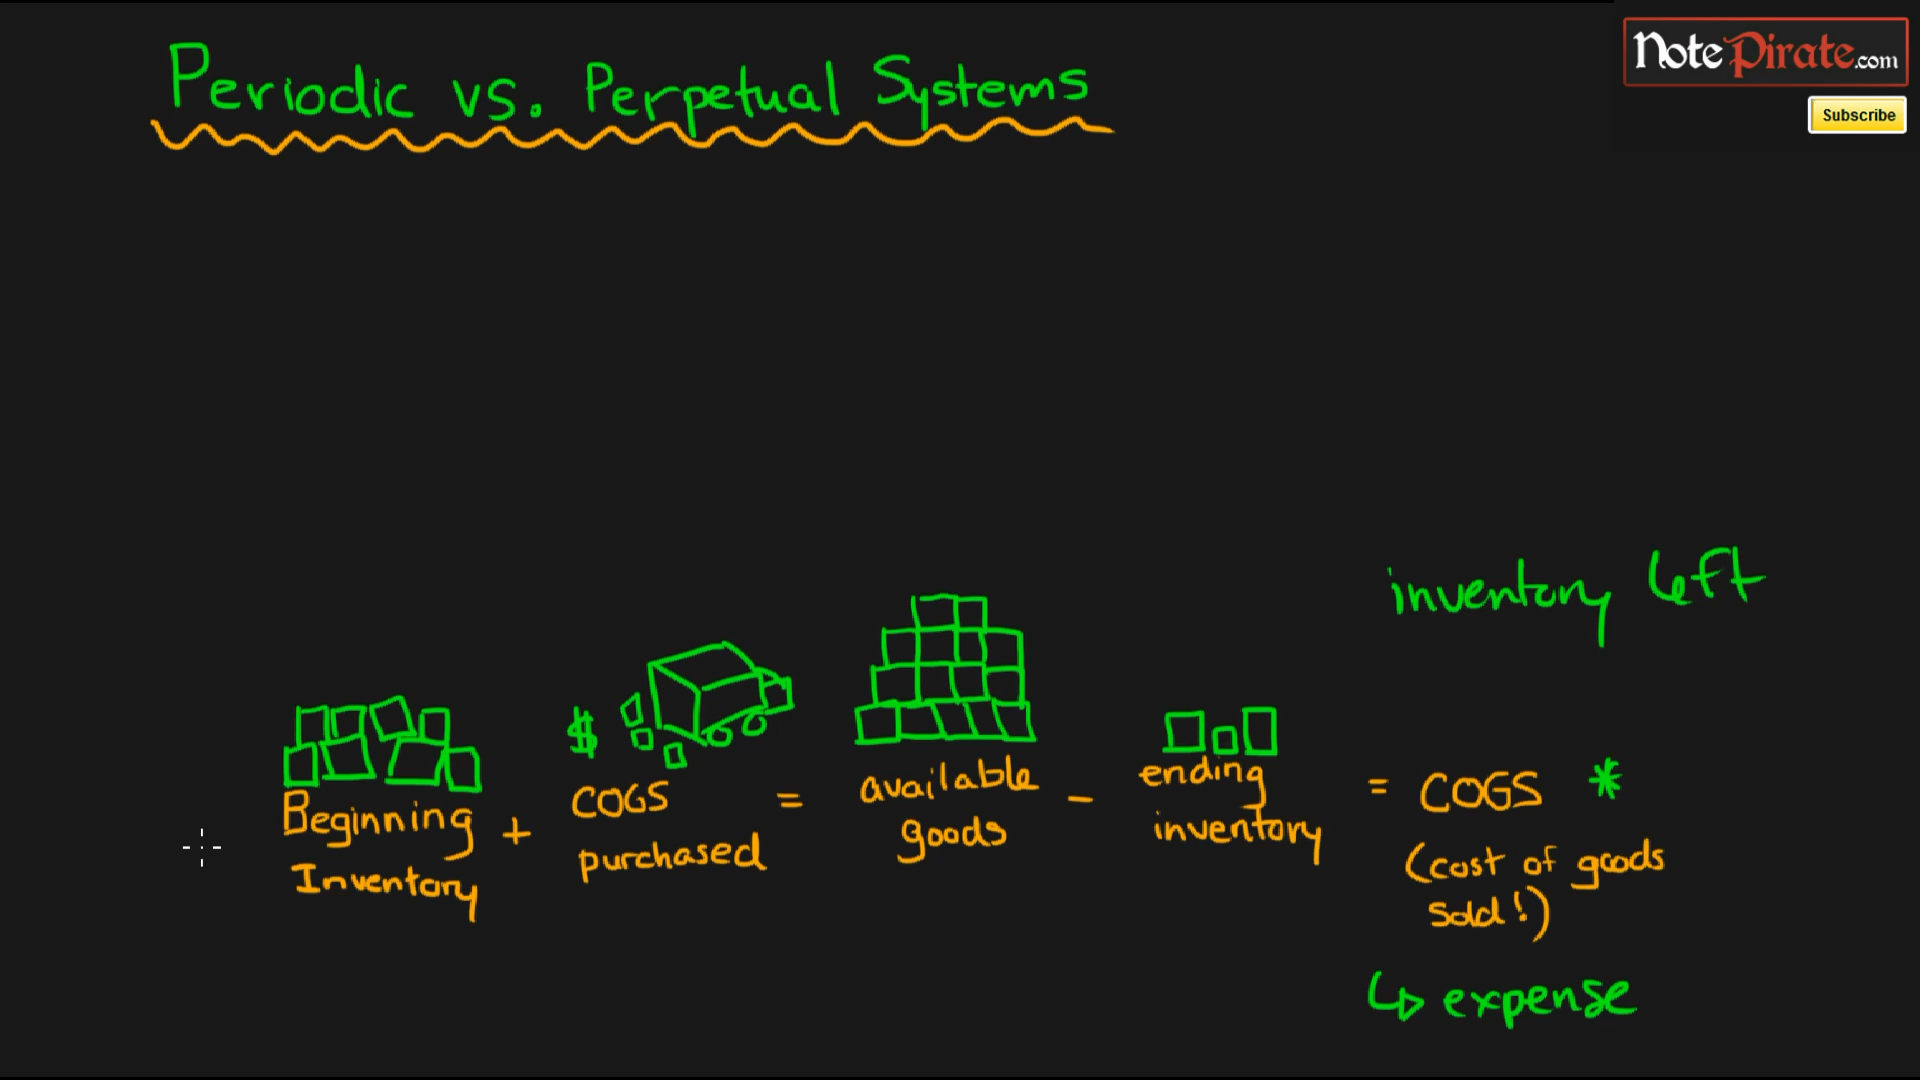 Periodic vs. Perpetual Systems
NotePirate.com
Subscribe
inventory left
$
Beginning
Inventory
+
COGS
purchased
=
available
goods
-
ending
inventory
= COGS *
(cost of goods
sold!)
↳ expense